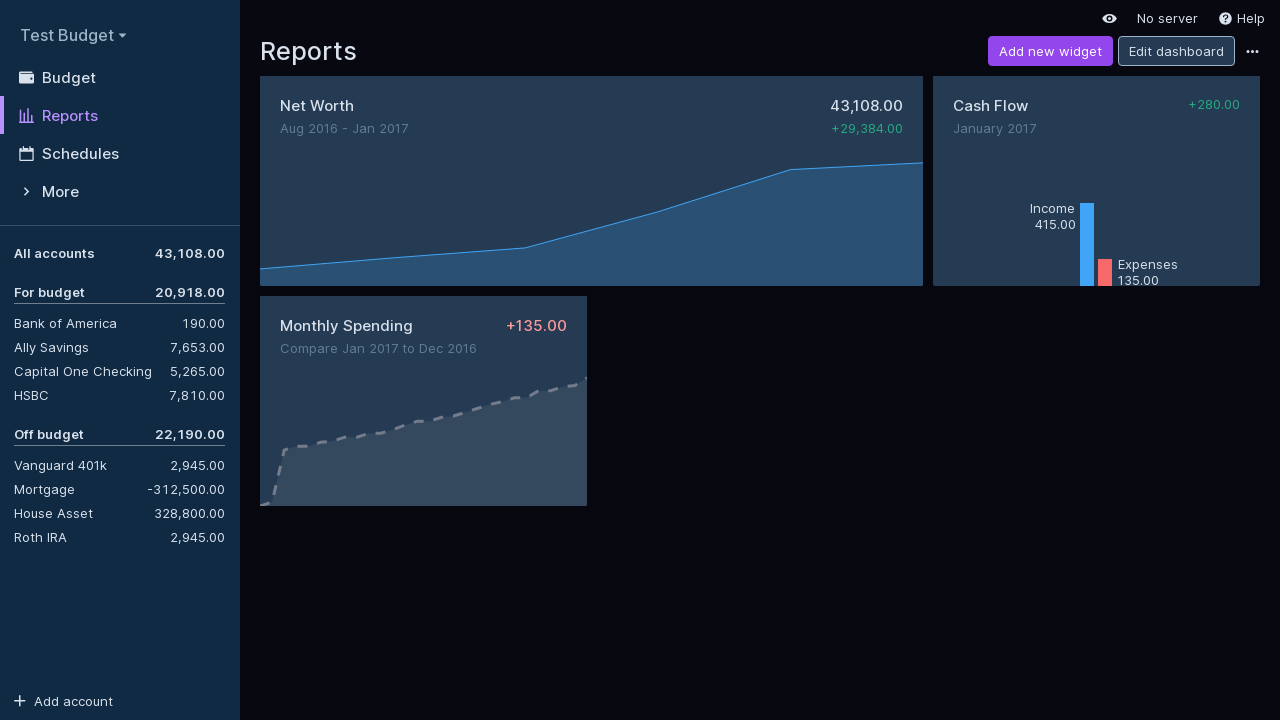 Test Budget
Budget
Reports
Schedules
More
All accounts 43,108.00
For budget 20,918.00
Bank of America 190.00
Ally Savings 7,653.00
Capital One Checking 5,265.00
HSBC 7,810.00
Off budget 22,190.00
Vanguard 401k 2,945.00
Mortgage -312,500.00
House Asset 328,800.00
Roth IRA 2,945.00
Add account
No server Help
Reports
Add new widget Edit dashboard
Net Worth 43,108.00
Aug 2016 - Jan 2017 +29,384.00
Cash Flow +280.00
January 2017
Income
415.00
Expenses
135.00
Monthly Spending +135.00
Compare Jan 2017 to Dec 2016